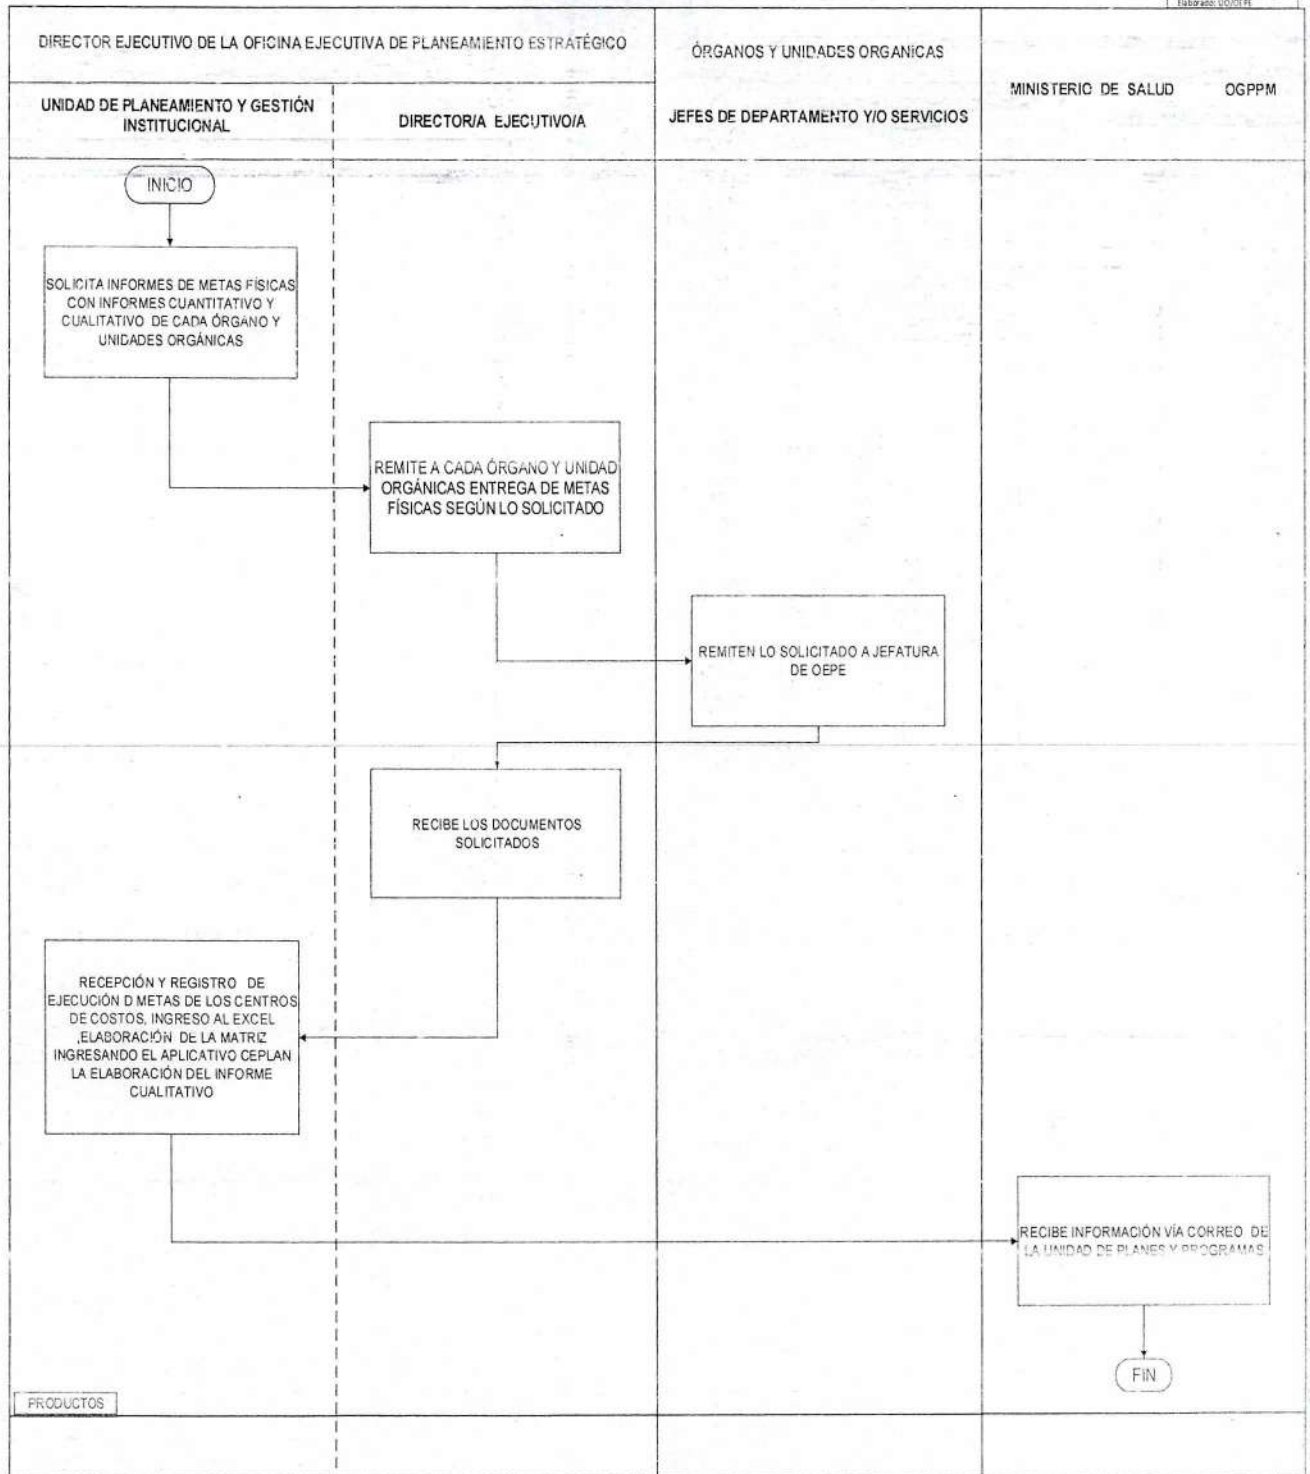 Elaborado: UO/OEPE
DIRECTOR EJECUTIVO DE LA OFICINA EJECUTIVA DE PLANEAMIENTO ESTRATÉGICO
ÓRGANOS Y UNIDADES ORGANICAS
MINISTERIO DE SALUD OGPPM
UNIDAD DE PLANEAMIENTO Y GESTIÓN
INSTITUCIONAL
DIRECTOR/A EJECUTIVO/A
JEFES DE DEPARTAMENTO Y/O SERVICIOS
INICIO
SOLICITA INFORMES DE METAS FÍSICAS
CON INFORMES CUANTITATIVO Y
CUALITATIVO DE CADA ÓRGANO Y
UNIDADES ORGÁNICAS
REMITE A CADA ÓRGANO Y UNIDAD
ORGÁNICAS ENTREGA DE METAS
FÍSICAS SEGÚN LO SOLICITADO
REMITEN LO SOLICITADO A JEFATURA
DE OEPE
RECIBE LOS DOCUMENTOS
SOLICITADOS
RECEPCIÓN Y REGISTRO DE
EJECUCIÓN D METAS DE LOS CENTROS
DE COSTOS, INGRESO AL EXCEL
,ELABORACIÓN DE LA MATRIZ
INGRESANDO EL APLICATIVO CEPLAN
LA ELABORACIÓN DEL INFORME
CUALITATIVO
RECIBE INFORMACIÓN VÍA CORREO DE
LA UNIDAD DE PLANES Y PROGRAMAS
FIN
PRODUCTOS